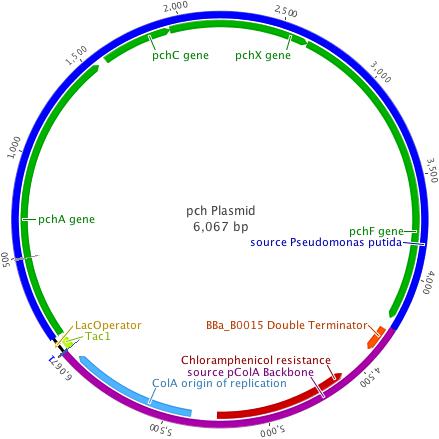 2,000
2,500
pchC gene
pchX gene
1,500
3,000
1,000
3,500
pch Plasmid
6,067 bp
pchA gene
pchF gene
source Pseudomonas putida
500
4,000
LacOperator
Tac1
BBa_B0015 Double Terminator
1
6,067
Chloramphenicol resistance
source pColA Backbone
ColA origin of replication
4,500
5,500
5,000